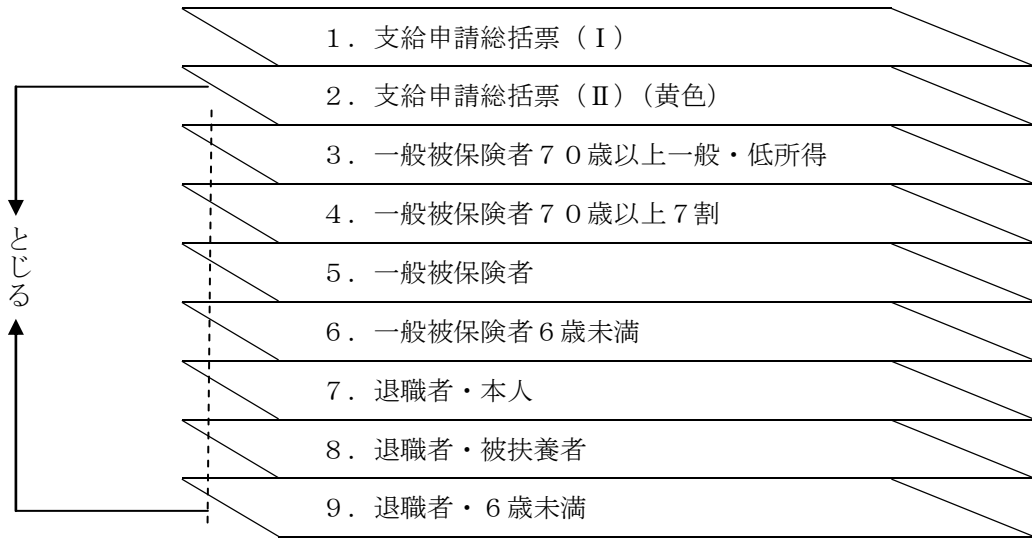 １．支給申請総括票（Ⅰ）
２．支給申請総括票（Ⅱ）（黄色）
３．一般被保険者７０歳以上一般・低所得
４．一般被保険者７０歳以上７割
５．一般被保険者
６．一般被保険者６歳未満
７．退職者・本人
８．退職者・被扶養者
９．退職者・６歳未満
とじる